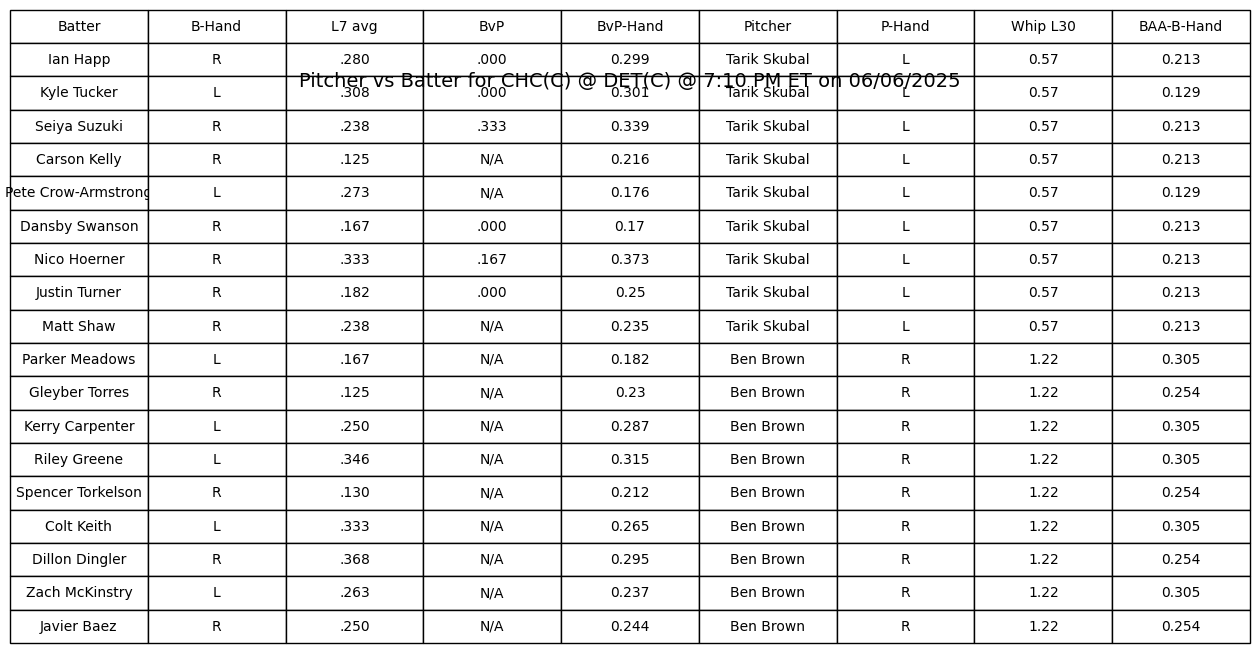 Batter B-Hand L7 avg BvP BvP-Hand Pitcher P-Hand Whip L30 BAA-B-Hand
Ian Happ R .280 .000 0.299 Tarik Skubal L 0.57 0.213
Pitcher vs Batter for CHC(C) @ DET(C) @ 7:10 PM ET on 06/06/2025
Kyle Tucker L .308 .000 0.301 Tarik Skubal L 0.57 0.129
Seiya Suzuki R .238 .333 0.339 Tarik Skubal L 0.57 0.213
Carson Kelly R .125 N/A 0.216 Tarik Skubal L 0.57 0.213
Pete Crow-Armstrong L .273 N/A 0.176 Tarik Skubal L 0.57 0.129
Dansby Swanson R .167 .000 0.17 Tarik Skubal L 0.57 0.213
Nico Hoerner R .333 .167 0.373 Tarik Skubal L 0.57 0.213
Justin Turner R .182 .000 0.25 Tarik Skubal L 0.57 0.213
Matt Shaw R .238 N/A 0.235 Tarik Skubal L 0.57 0.213
Parker Meadows L .167 N/A 0.182 Ben Brown R 1.22 0.305
Gleyber Torres R .125 N/A 0.23 Ben Brown R 1.22 0.254
Kerry Carpenter L .250 N/A 0.287 Ben Brown R 1.22 0.305
Riley Greene L .346 N/A 0.315 Ben Brown R 1.22 0.305
Spencer Torkelson R .130 N/A 0.212 Ben Brown R 1.22 0.254
Colt Keith L .333 N/A 0.265 Ben Brown R 1.22 0.305
Dillon Dingler R .368 N/A 0.295 Ben Brown R 1.22 0.254
Zach McKinstry L .263 N/A 0.237 Ben Brown R 1.22 0.305
Javier Baez R .250 N/A 0.244 Ben Brown R 1.22 0.254